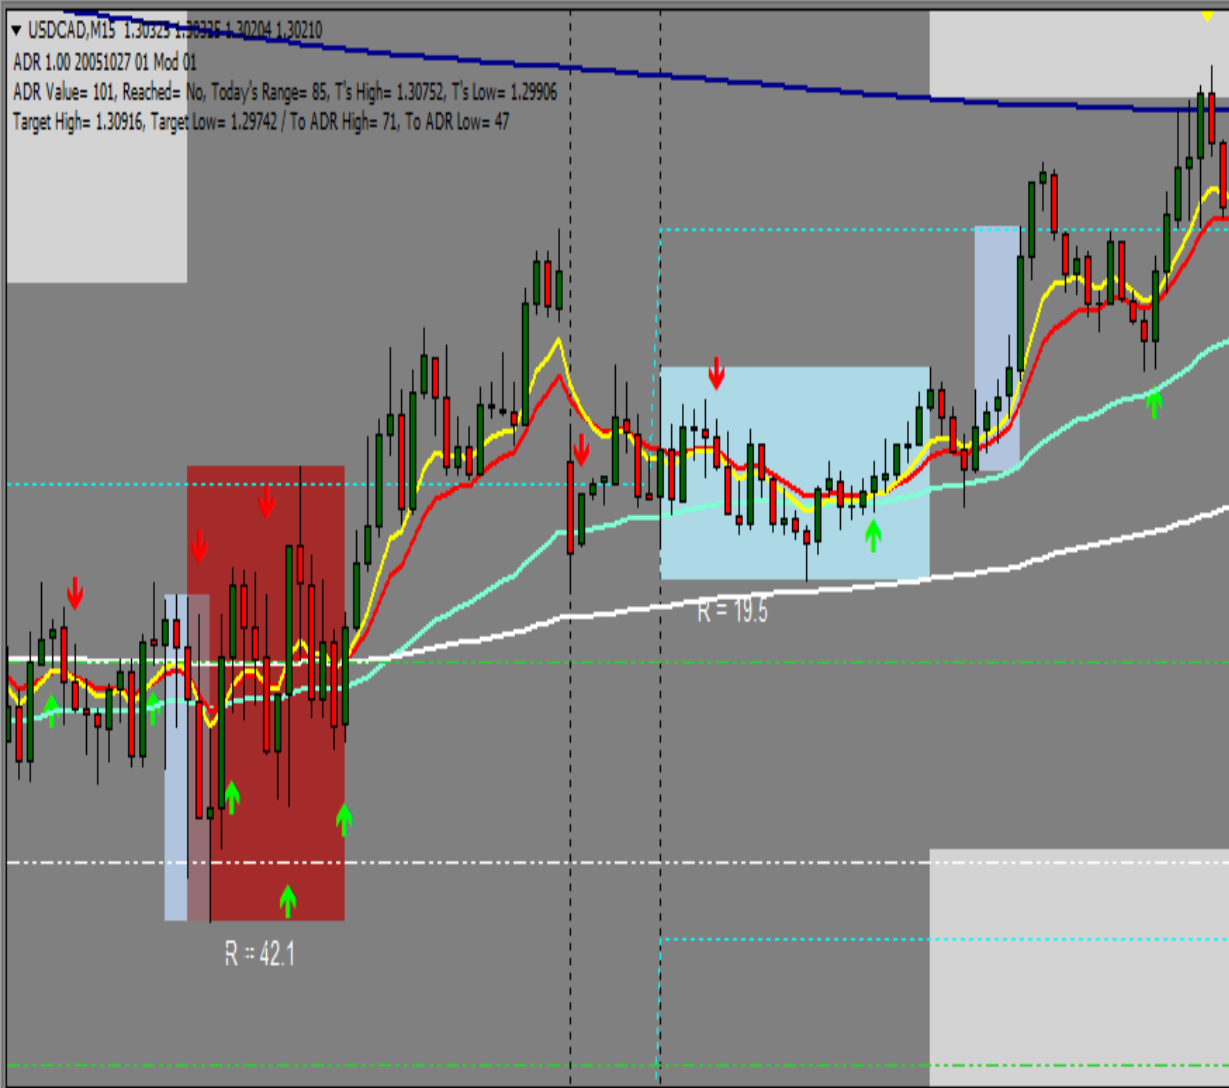 USDCAD,M15 1.30325 1.30335 1.30204 1.30210
ADR 1.00 20051027 01 Mod 01
ADR Value= 101, Reached= No, Today's Range= 85, T's High= 1.30752, T's Low= 1.29906
Target High= 1.30916, Target Low= 1.29742 / To ADR High= 71, To ADR Low= 47
R = 19.5
R = 42.1